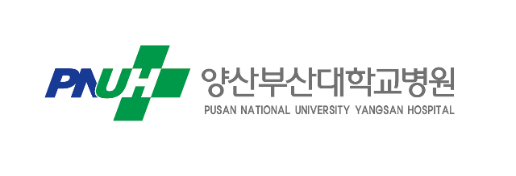 PNUH 양산부산대학교병원
PUSAN NATIONAL UNIVERSITY YANGSAN HOSPITAL